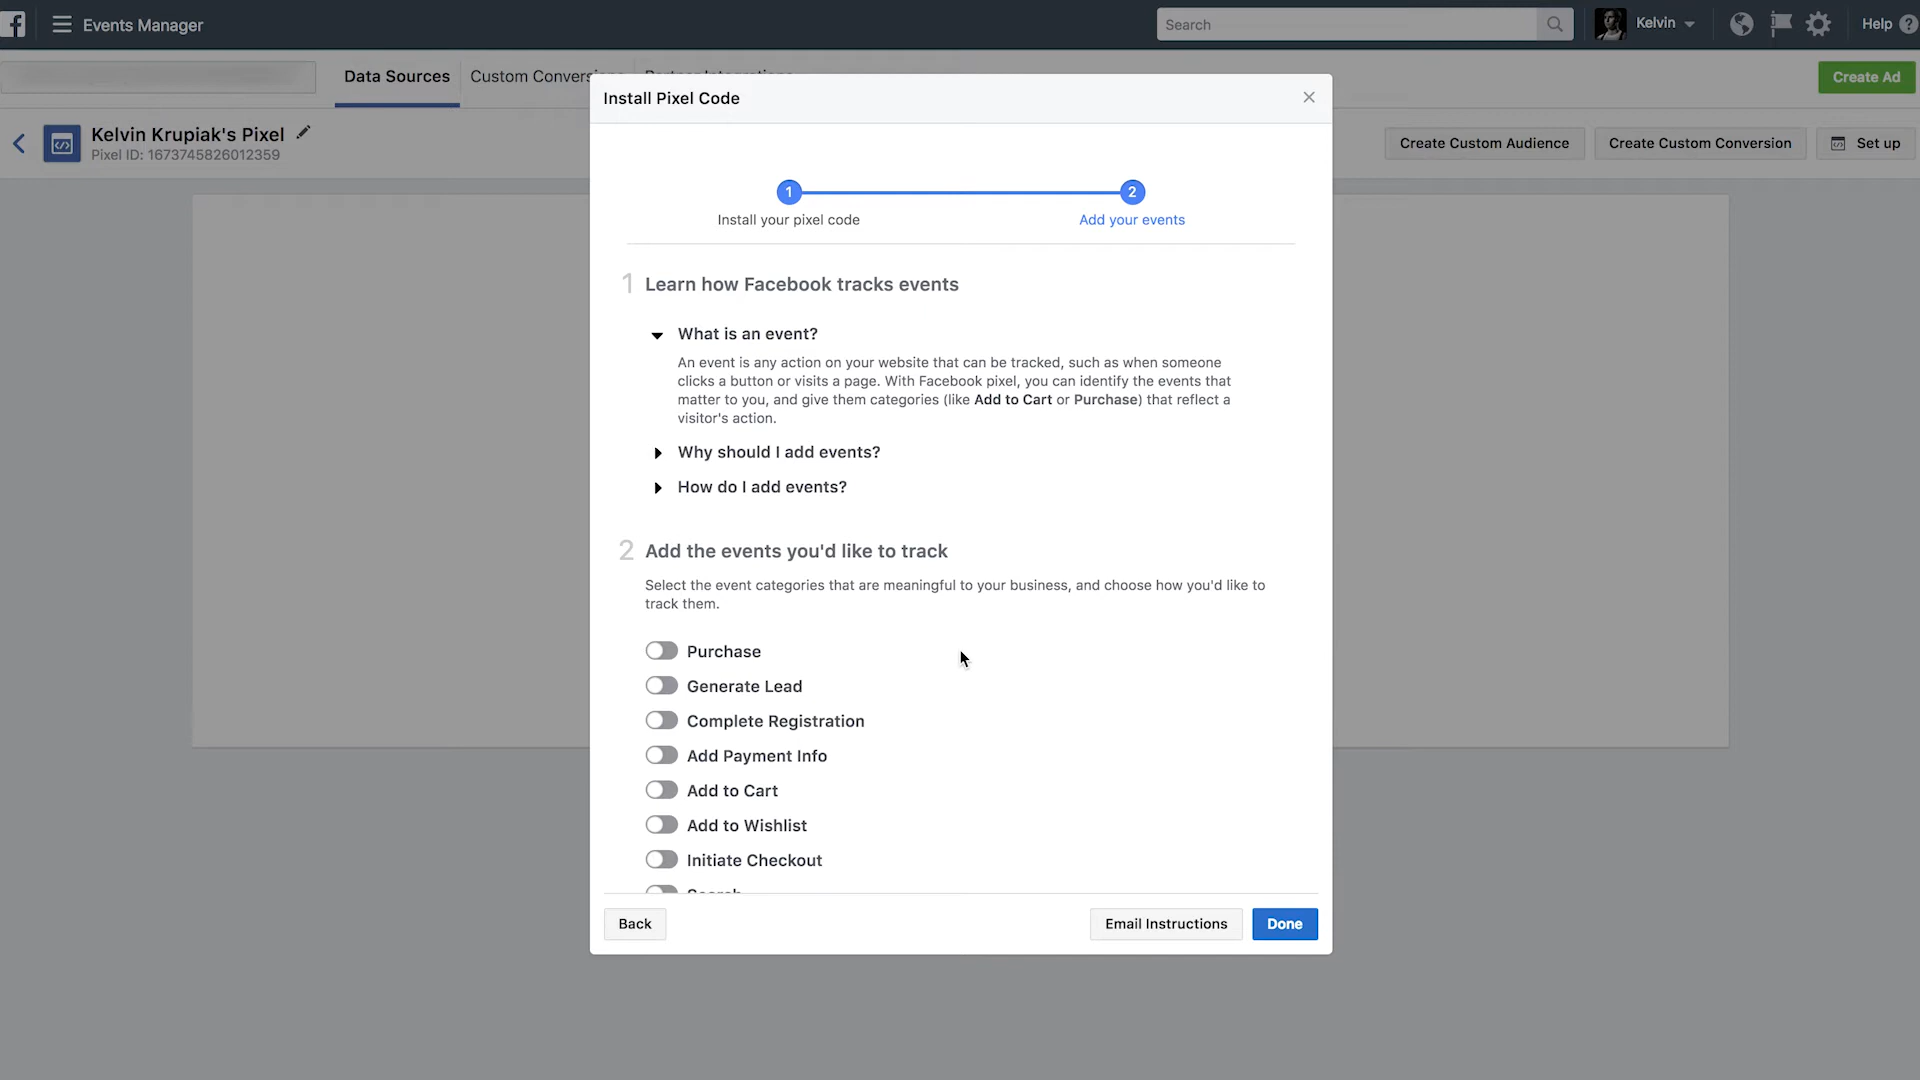 Events Manager
Search
Kelvin
Help
Data Sources
Custom Conversions
Create Ad
Install Pixel Code
Kelvin Krupiak's Pixel
Pixel ID: 1673745826012359
Create Custom Audience
Create Custom Conversion
Set up
1
2
Install your pixel code
Add your events
1 Learn how Facebook tracks events
What is an event?
An event is any action on your website that can be tracked, such as when someone
clicks a button or visits a page. With Facebook pixel, you can identify the events that
matter to you, and give them categories (like Add to Cart or Purchase) that reflect a
visitor's action.
Why should I add events?
How do I add events?
2 Add the events you'd like to track
Select the event categories that are meaningful to your business, and choose how you'd like to
track them.
Purchase
Generate Lead
Complete Registration
Add Payment Info
Add to Cart
Add to Wishlist
Initiate Checkout
Search
Back
Email Instructions
Done